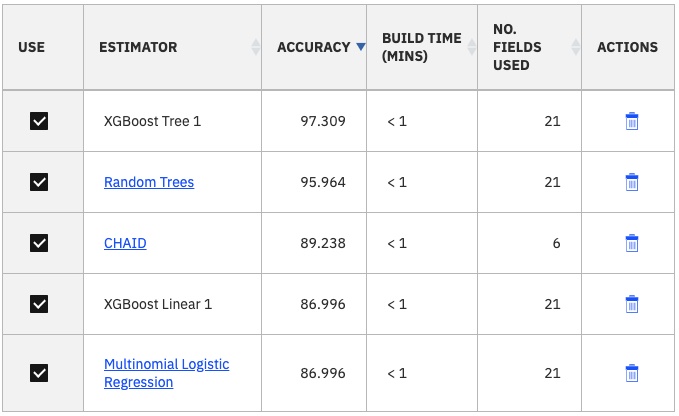 USE ESTIMATOR ACCURACY BUILD TIME (MINS) NO. FIELDS USED ACTIONS
XGBoost Tree 1 97.309 < 1 21
Random Trees 95.964 < 1 21
CHAID 89.238 < 1 6
XGBoost Linear 1 86.996 < 1 21
Multinomial Logistic Regression 86.996 < 1 21